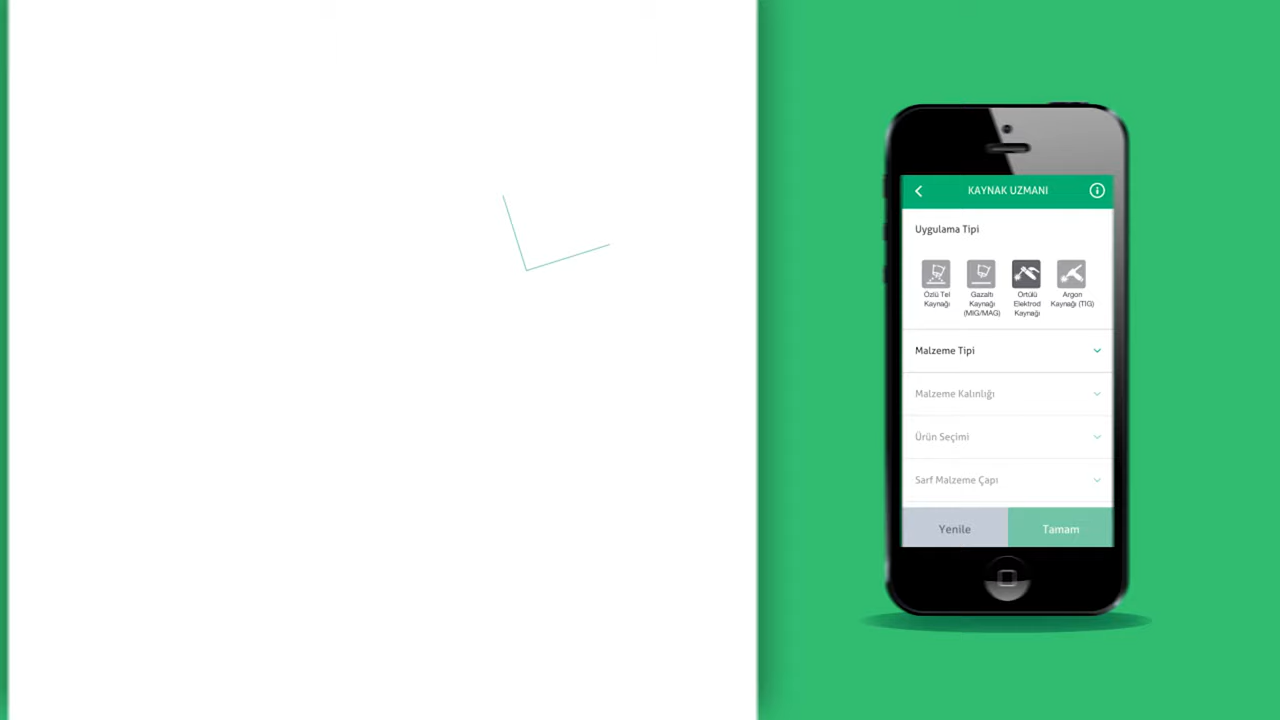 KAYNAK UZMANI
Uygulama Tipi
Özlü Tel
Kaynağı
Gazaltı
Kaynağı
(MIG/MAG)
Örtülü
Elektrod
Kaynağı
Argon
Kaynağı (TIG)
Malzeme Tipi
Malzeme Kalınlığı
Ürün Seçimi
Sarf Malzeme Çapı
Yenile
Tamam